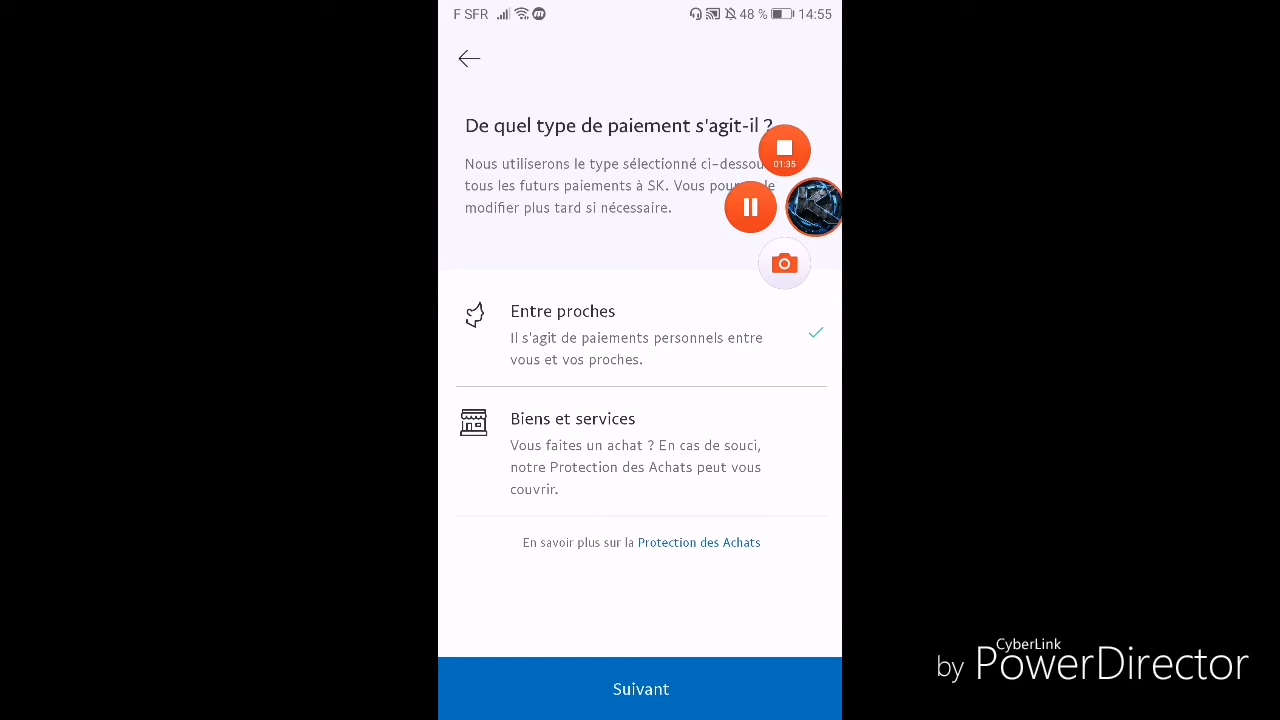 F SFR 48 % 14:55
De quel type de paiement s'agit-il ?
Nous utiliserons le type sélectionné ci-dessou
tous les futurs paiements à SK. Vous
modifier plus tard si nécessaire.
01:35
Entre proches
Il s'agit de paiements personnels entre
vous et vos proches.
Biens et services
Vous faites un achat ? En cas de souci,
notre Protection des Achats peut vous
couvrir.
En savoir plus sur la Protection des Achats
Suivant
CyberLink
by PowerDirector